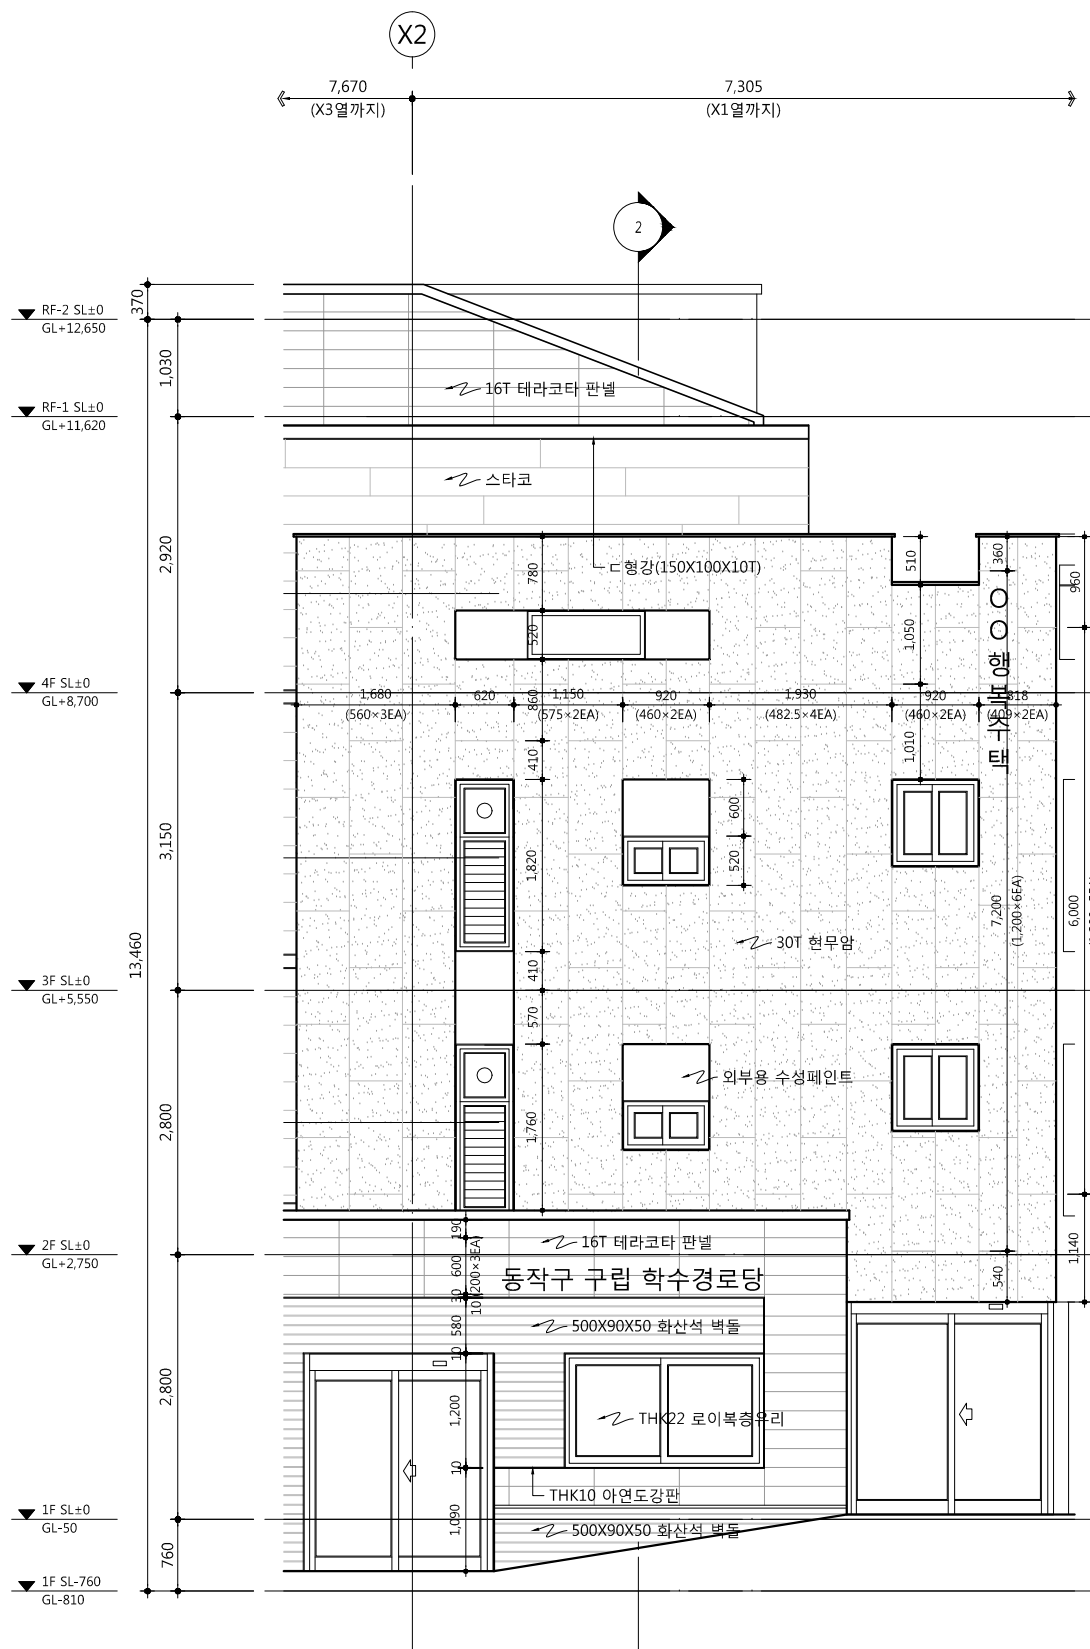 X2
7,670
(X3열까지)
7,305
(X1열까지)
2
370
RF-2 SL±0
GL+12,650
1,030
16T 테라코타 판넬
RF-1 SL±0
GL+11,620
스타코
2,920
780
ㄷ형강(150X100X10T)
510
360
960
520
1,050
OO행복주택
4F SL±0
GL+8,700
860
1,680
(560×3EA)
620
1,150
(575×2EA)
920
(460×2EA)
1,930
(482.5×4EA)
920
(460×2EA)
818
(409×2EA)
410
1,010
600
520
3,150
1,820
7,200
(1,200×6EA)
6,000
13,460
30T 현무암
410
3F SL±0
GL+5,550
570
외부용 수성페인트
2,800
1,760
190
16T 테라코타 판넬
2F SL±0
GL+2,750
600
(200×3EA)
1,140
540
동작구 구립 학수경로당
30
10
580
500X90X50 화산석 벽돌
10
2,800
1,200
THK22 로이복층유리
10
THK10 아연도강판
1F SL±0
GL-50
1,090
500X90X50 화산석 벽돌
760
1F SL-760
GL-810